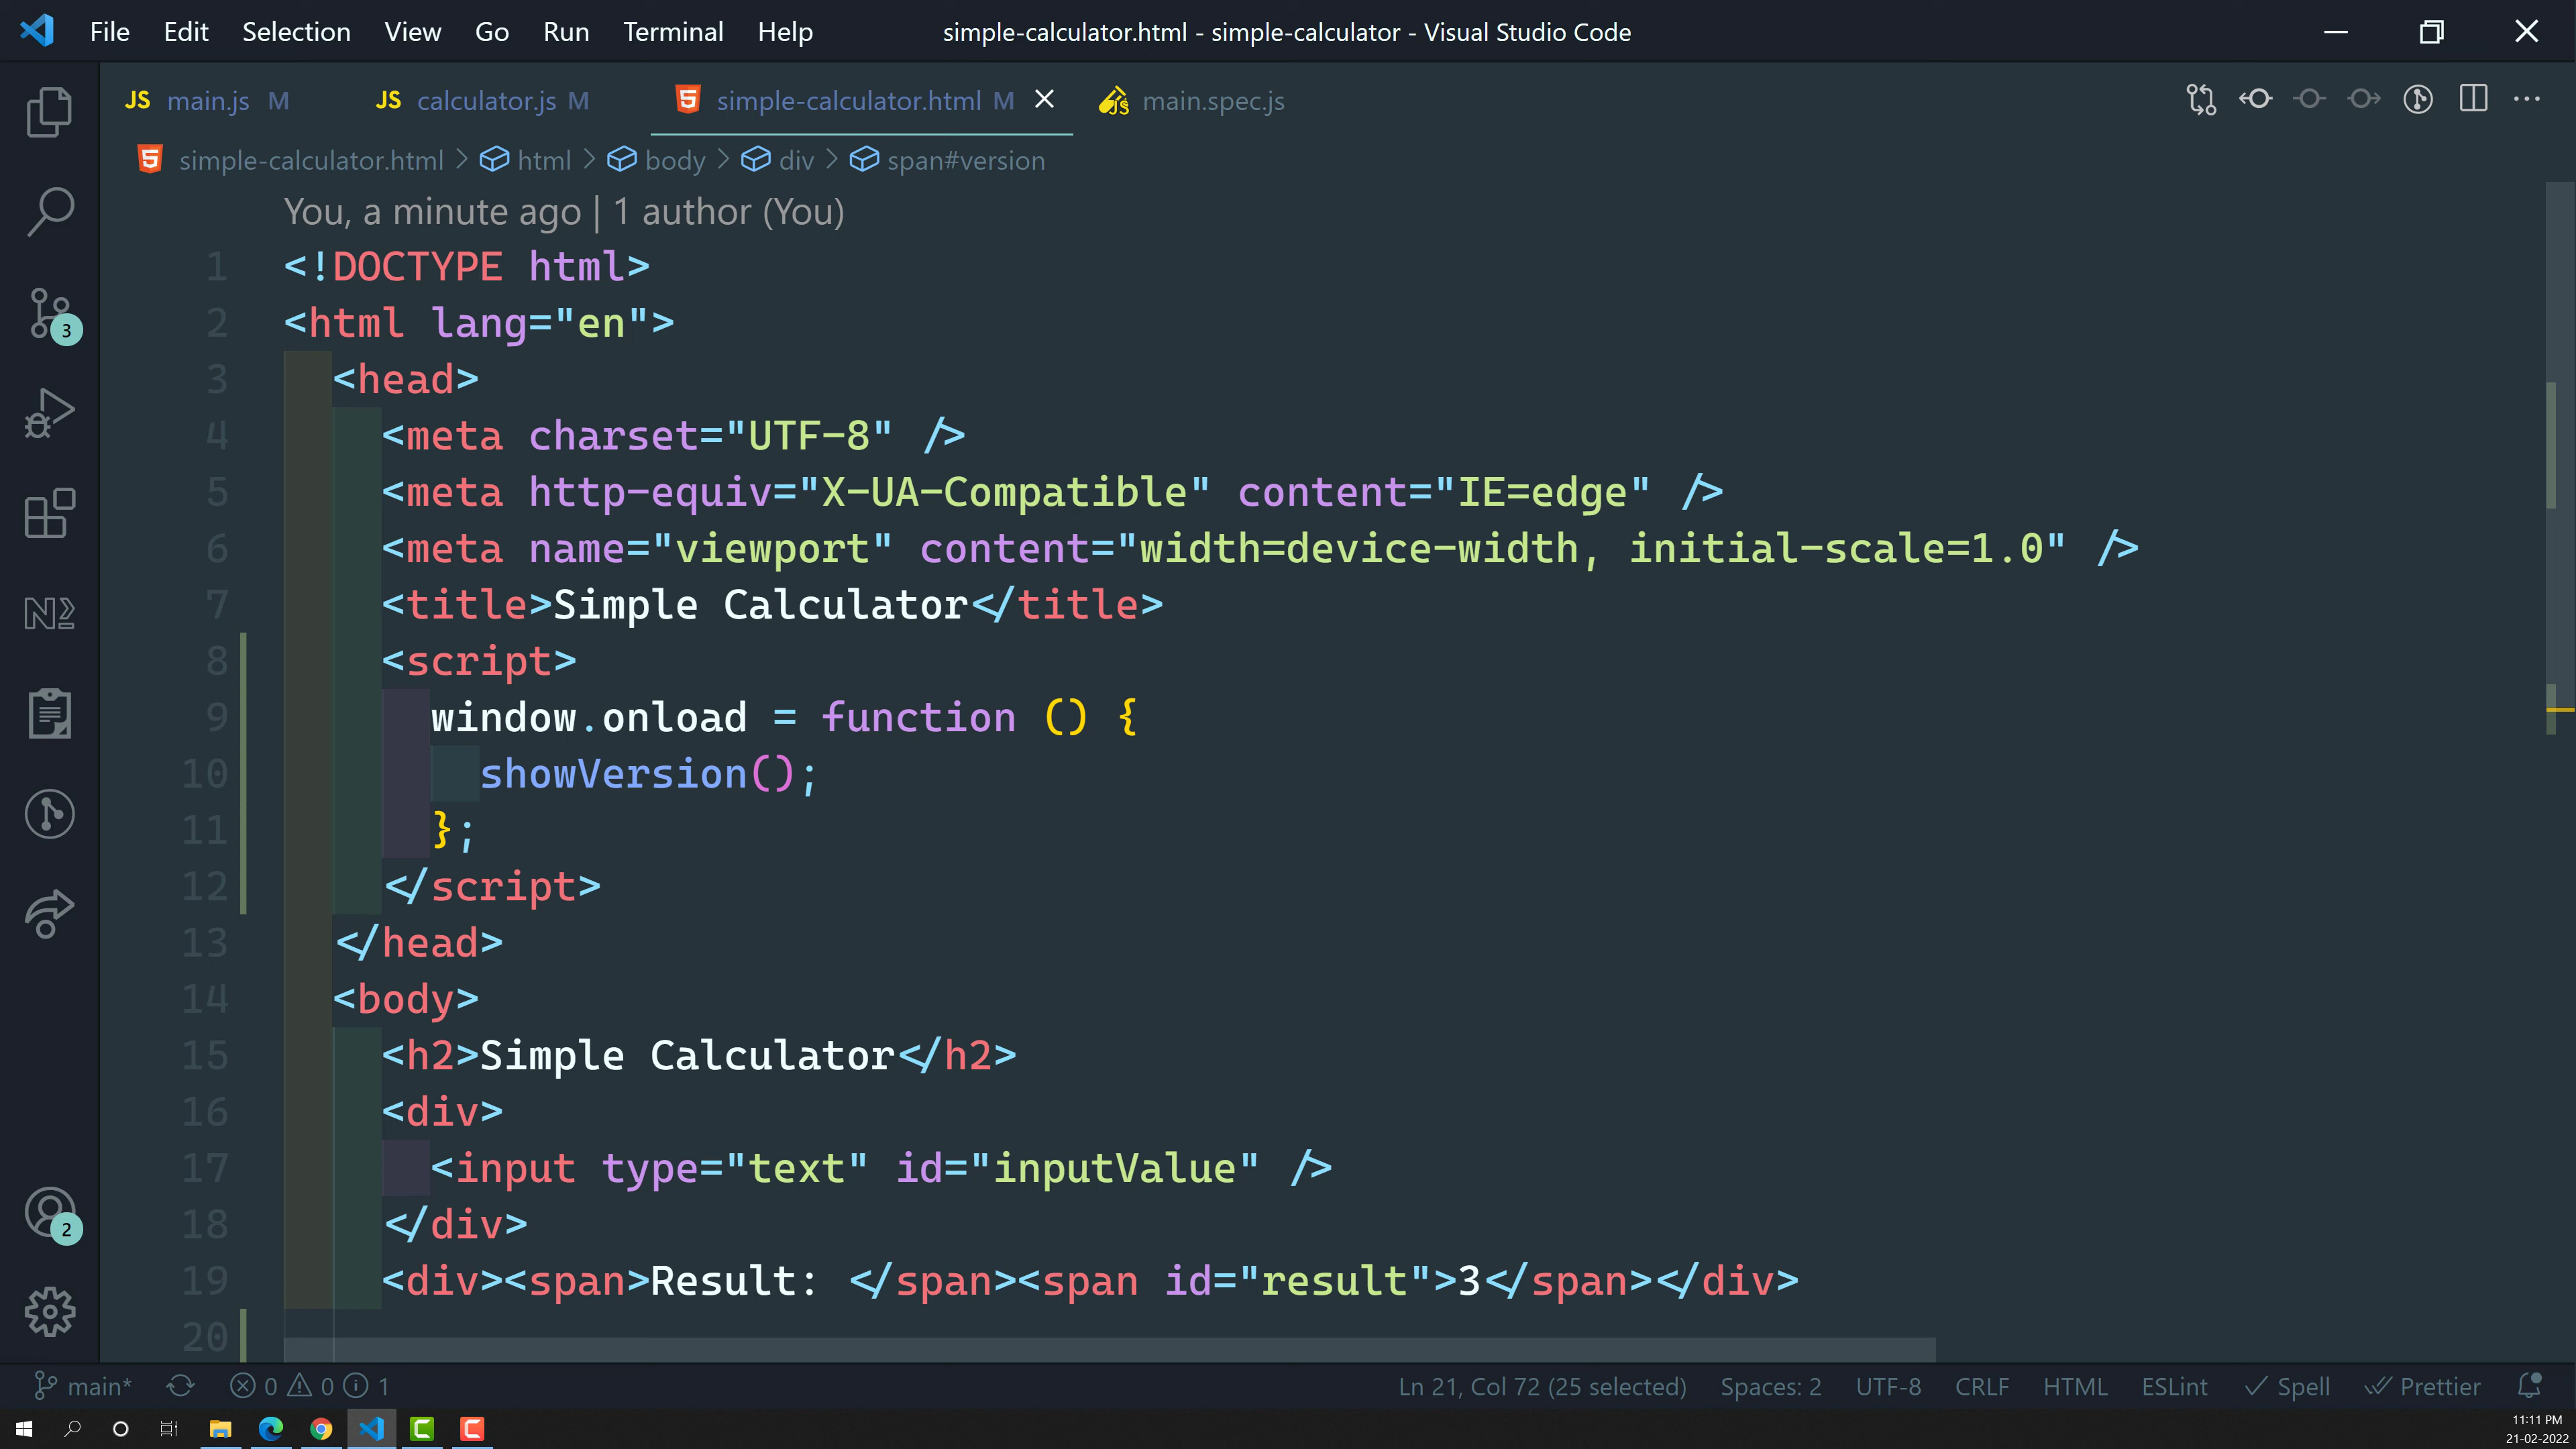 File Edit Selection View Go Run Terminal Help simple-calculator.html - simple-calculator - Visual Studio Code
JS main.js M JS calculator.js M simple-calculator.html M main.spec.js
simple-calculator.html > html > body > div > span#version
You, a minute ago | 1 author (You)
1 <!DOCTYPE html>
2 <html lang="en">
3 <head>
4 <meta charset="UTF-8" />
5 <meta http-equiv="X-UA-Compatible" content="IE=edge" />
6 <meta name="viewport" content="width=device-width, initial-scale=1.0" />
7 <title>Simple Calculator</title>
8 <script>
9 window.onload = function () {
10 showVersion();
11 };
12 </script>
13 </head>
14 <body>
15 <h2>Simple Calculator</h2>
16 <div>
17 <input type="text" id="inputValue" />
18 </div>
19 <div><span>Result: </span><span id="result">3</span></div>
20
3
2
main* 0 0 1 Ln 21, Col 72 (25 selected) Spaces: 2 UTF-8 CRLF HTML ESLint Spell Prettier
11:11 PM
21-02-2022